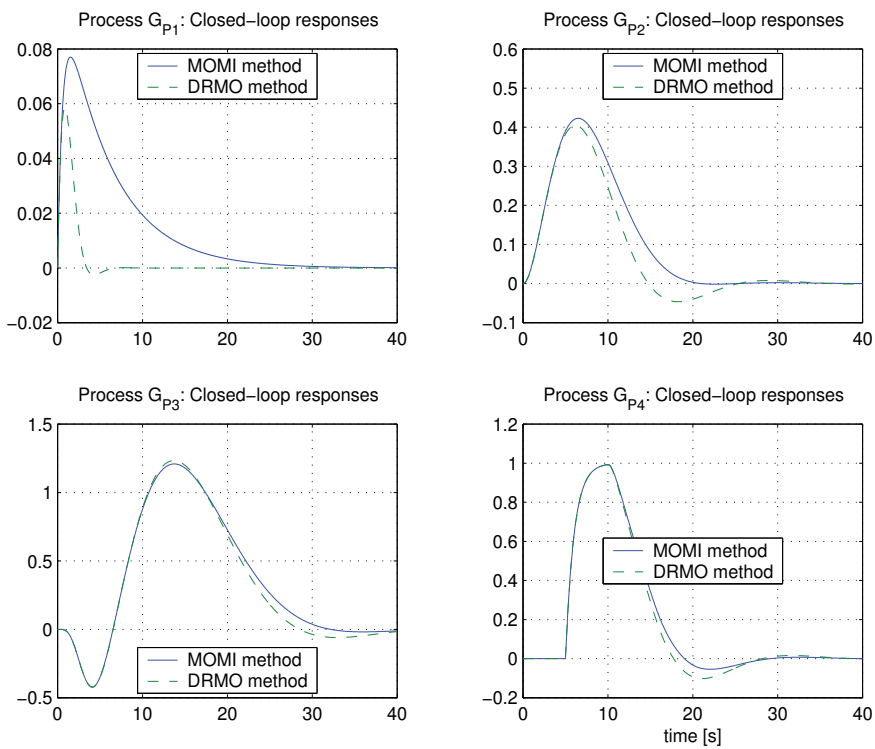 Process G_P1: Closed−loop responses
0.08
0.06
0.04
0.02
0
−0.02
0 10 20 30 40
MOMI method
DRMO method
Process G_P2: Closed−loop responses
0.6
0.5
0.4
0.3
0.2
0.1
0
−0.1
0 10 20 30 40
MOMI method
DRMO method
Process G_P3: Closed−loop responses
1.5
1
0.5
0
−0.5
0 10 20 30 40
MOMI method
DRMO method
Process G_P4: Closed−loop responses
1.2
1
0.8
0.6
0.4
0.2
0
−0.2
0 10 20 30 40
MOMI method
DRMO method
time [s]